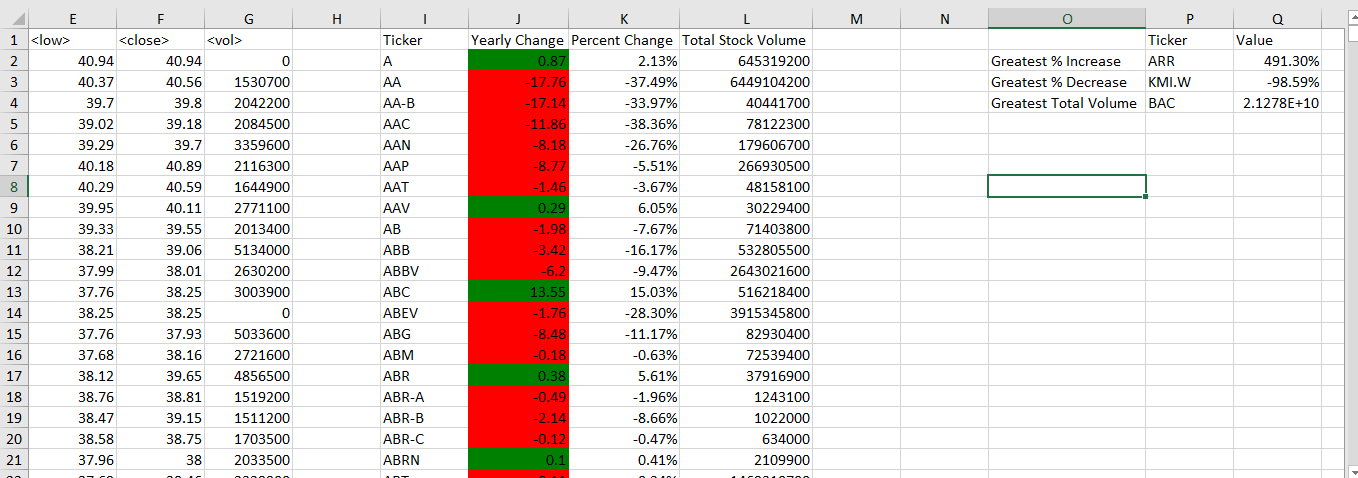 E F G H I J K L M N O P Q
1 <low> <close> <vol> Ticker Yearly Change Percent Change Total Stock Volume Ticker Value
2 40.94 40.94 0 A 0.87 2.13% 645319200 Greatest % Increase ARR 491.30%
3 40.37 40.56 1530700 AA -17.76 -37.49% 6449104200 Greatest % Decrease KMI.W -98.59%
4 39.7 39.8 2042200 AA-B -17.14 -33.97% 40441700 Greatest Total Volume BAC 2.1278E+10
5 39.02 39.18 2084500 AAC -11.86 -38.36% 78122300
6 39.29 39.7 3359600 AAN -8.18 -26.76% 179606700
7 40.18 40.89 2116300 AAP -8.77 -5.51% 266930500
8 40.29 40.59 1644900 AAT -1.46 -3.67% 48158100
9 39.95 40.11 2771100 AAV 0.29 6.05% 30229400
10 39.33 39.55 2013400 AB -1.98 -7.67% 71403800
11 38.21 39.06 5134000 ABB -3.42 -16.17% 532805500
12 37.99 38.01 2630200 ABBV -6.2 -9.47% 2643021600
13 37.76 38.25 3003900 ABC 13.55 15.03% 516218400
14 38.25 38.25 0 ABEV -1.76 -28.30% 3915345800
15 37.76 37.93 5033600 ABG -8.48 -11.17% 82930400
16 37.68 38.16 2721600 ABM -0.18 -0.63% 72539400
17 38.12 39.65 4856500 ABR 0.38 5.61% 37916900
18 38.76 38.81 1519200 ABR-A -0.49 -1.96% 1243100
19 38.47 39.15 1511200 ABR-B -2.14 -8.66% 1022000
20 38.58 38.75 1703500 ABR-C -0.12 -0.47% 634000
21 37.96 38 2033500 ABRN 0.1 0.41% 2109900